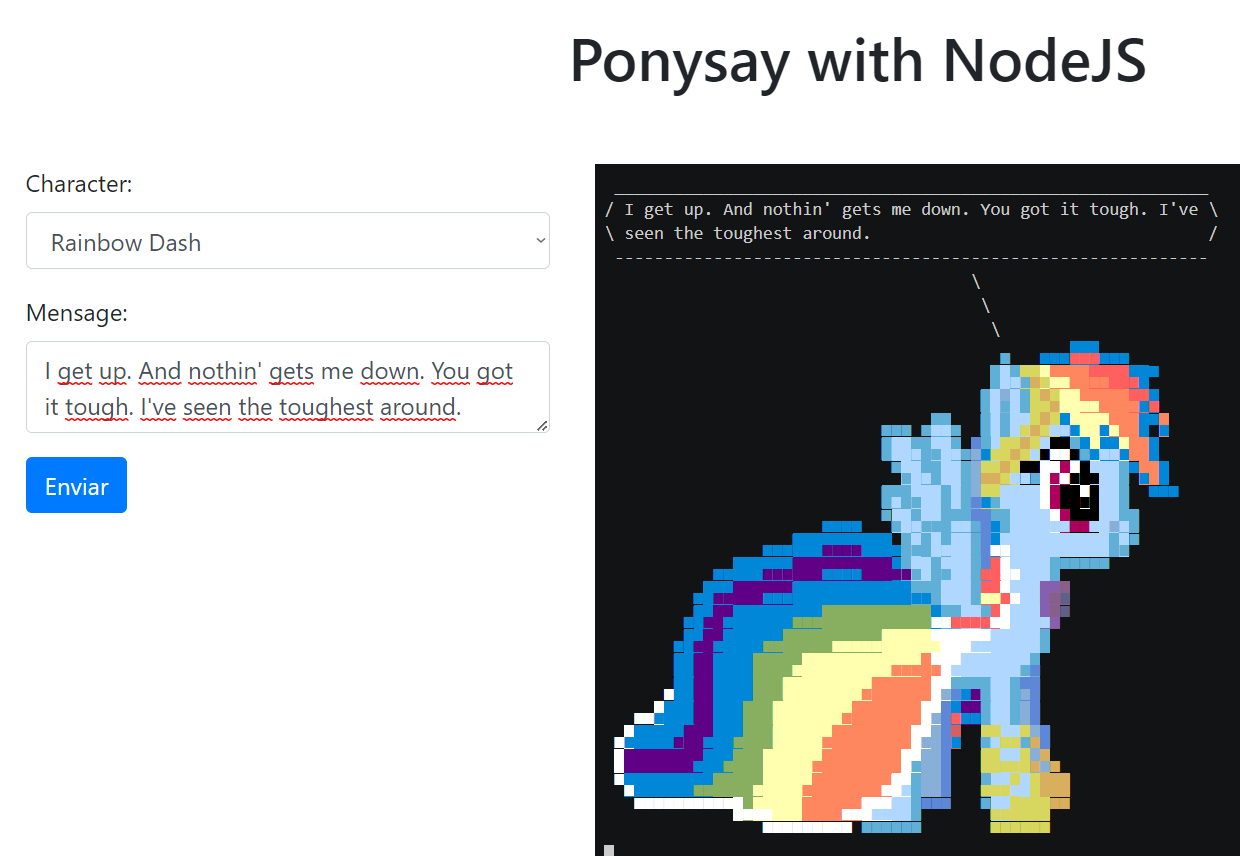 Ponysay with NodeJS
Character:
Rainbow Dash
Mensage:
I get up. And nothin' gets me down. You got
it tough. I've seen the toughest around.
Enviar
/ I get up. And nothin' gets me down. You got it tough. I've \
\ seen the toughest around. /